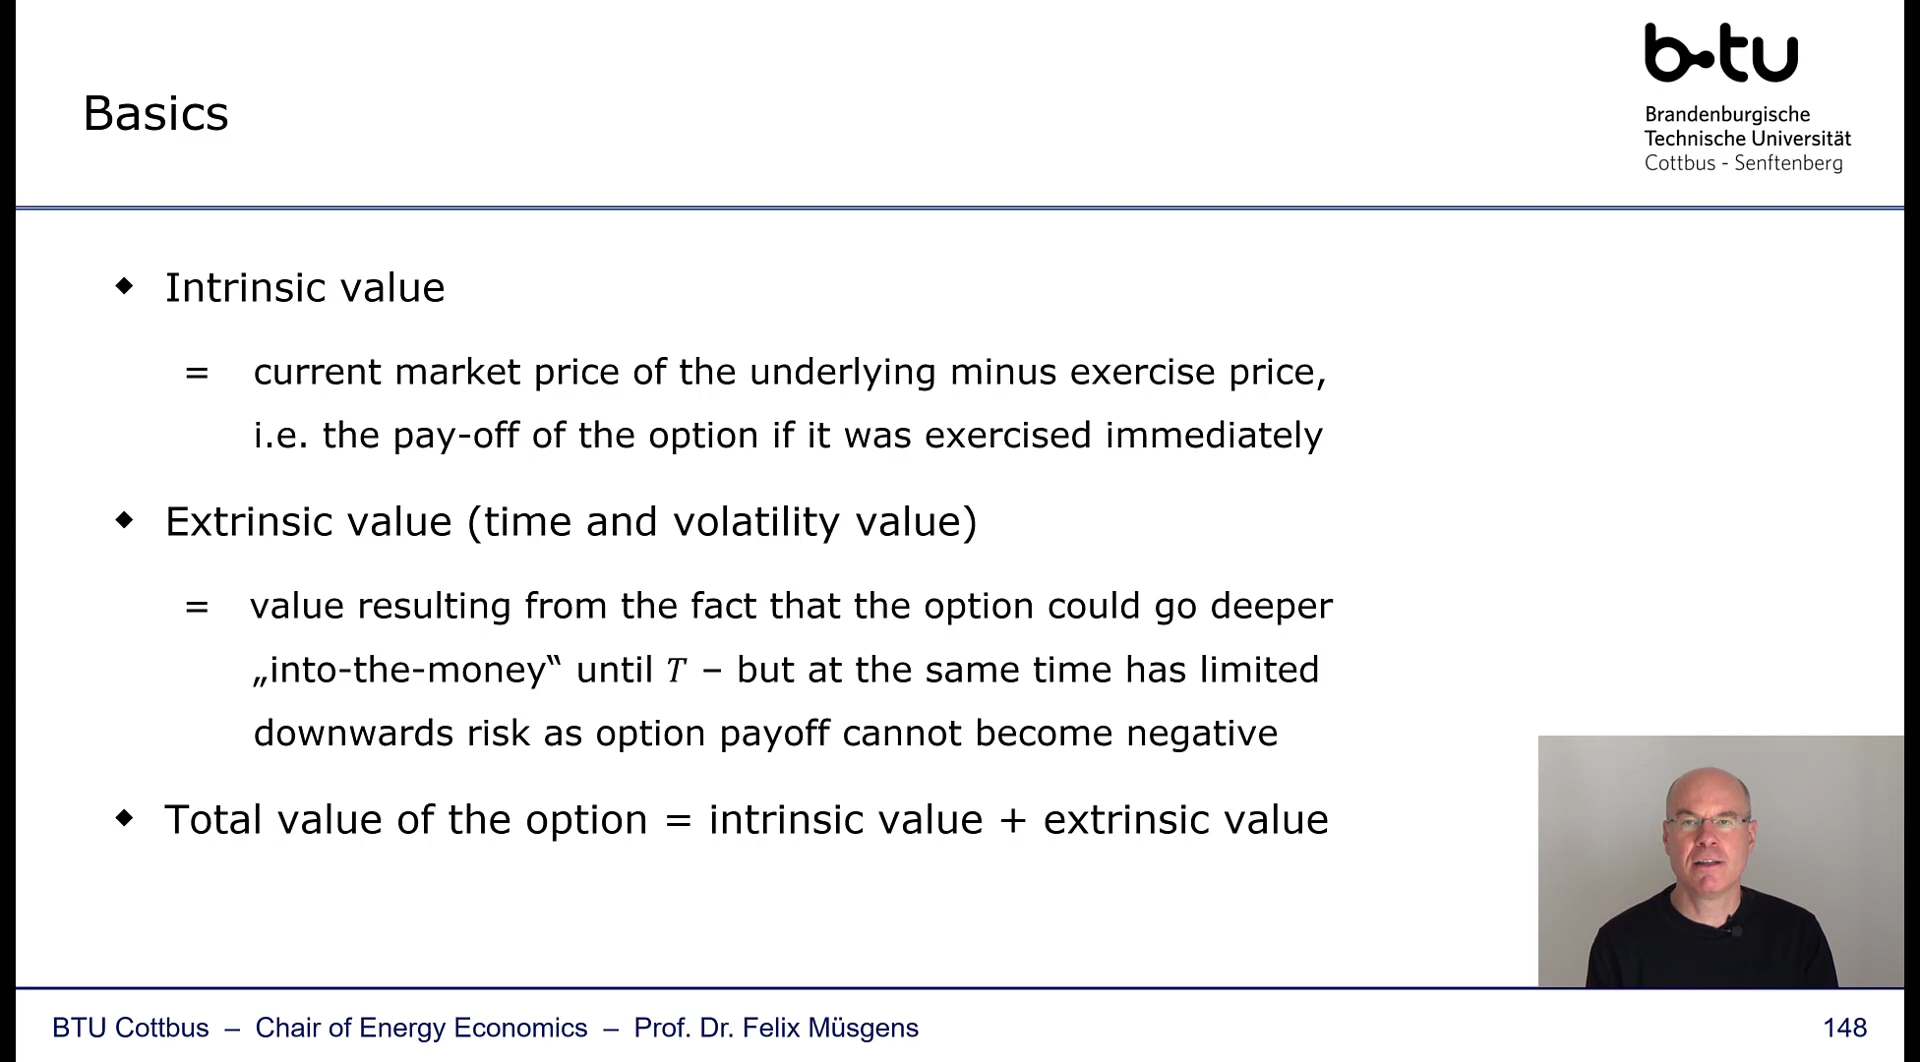 Basics
b-tu
Brandenburgische
Technische Universität
Cottbus - Senftenberg
◆ Intrinsic value
= current market price of the underlying minus exercise price,
i.e. the pay-off of the option if it was exercised immediately
◆ Extrinsic value (time and volatility value)
= value resulting from the fact that the option could go deeper
„into-the-money‟ until T – but at the same time has limited
downwards risk as option payoff cannot become negative
◆ Total value of the option = intrinsic value + extrinsic value
BTU Cottbus – Chair of Energy Economics – Prof. Dr. Felix Müsgens
148